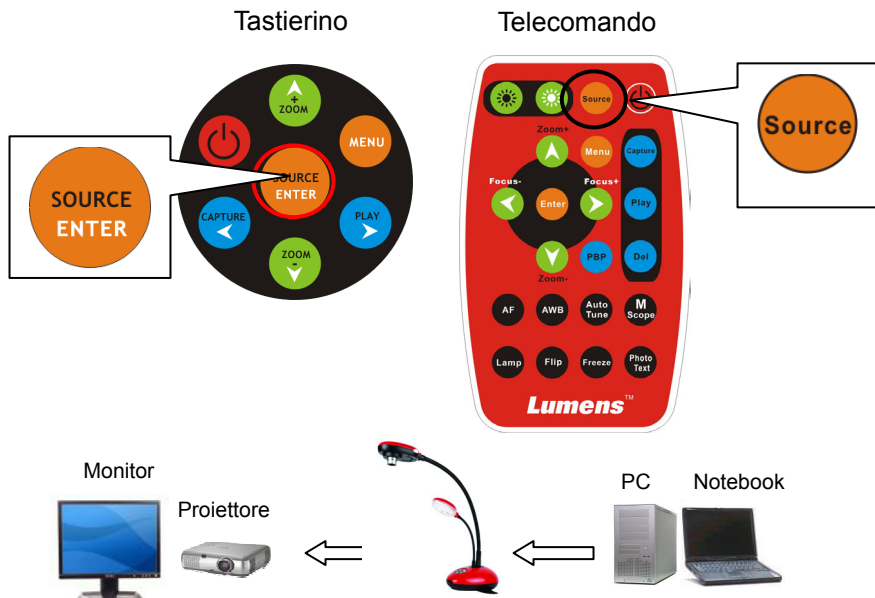 Tastierino
Telecomando
+
ZOOM
MENU
SOURCE
ENTER
CAPTURE
PLAY
ZOOM
-
SOURCE
ENTER
Source
Zoom+
Menu
Capture
Focus-
Focus+
Enter
Play
Zoom-
PBP
Del
AF
AWB
Auto
Tune
M
Scope
Lamp
Flip
Freeze
Photo
Text
Lumens™
Source
Monitor
Proiettore
PC
Notebook